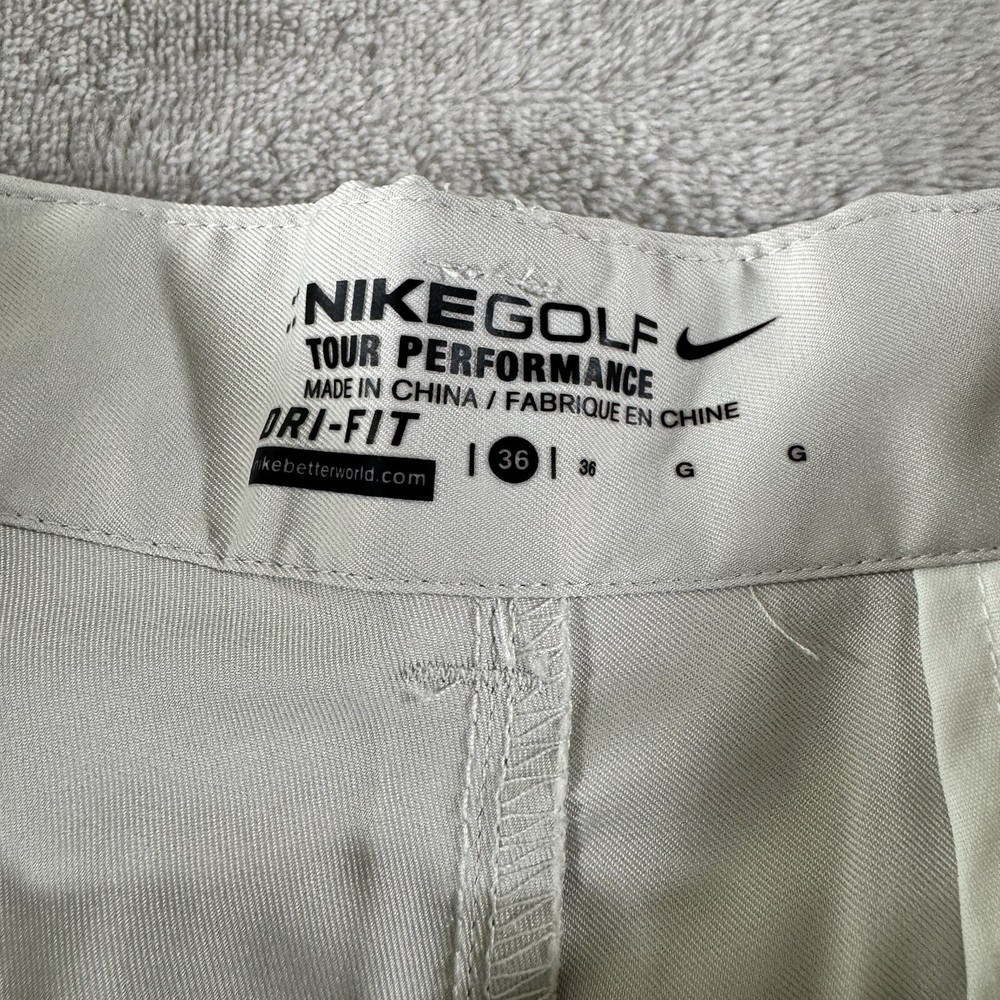 NIKEGOLF
TOUR PERFORMANCE
MADE IN CHINA / FABRIQUE EN CHINE
DRI-FIT
nikebetterworld.com
| 36 | 36 G G